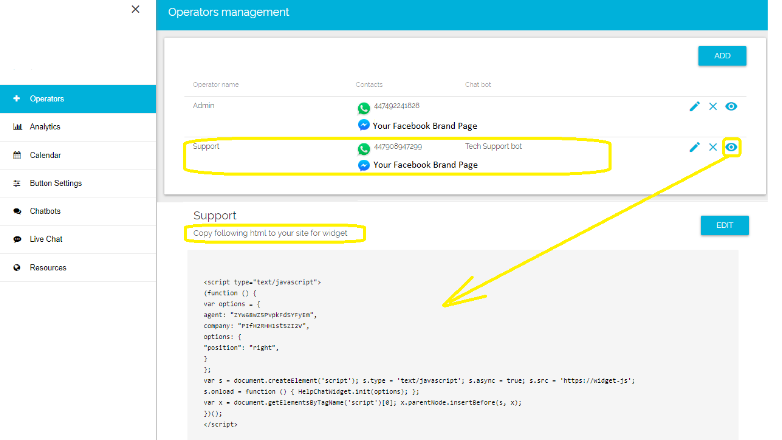 Operators management
ADD
Operator name Contacts Chat bot
Operators
Admin 447492241828
Your Facebook Brand Page
Analytics
Support 447908947299 Tech Support bot
Calendar
Your Facebook Brand Page
Button Settings
Chatbots
Live Chat
Resources
Support
EDIT
Copy following html to your site for widget
<script type="text/javascript">
(function () {
var options = {
agent:
company:
options: {
"position": "right",
}
};
var s = document.createElement('script'); s.type = 'text/javascript'; s.async = true; s.src = 'https://widget-js';
s.onload = function () { HelpChatWidget.init(options); };
var x = document.getElementsByTagName('script')[0]; x.parentNode.insertBefore(s, x);
})();
</script>